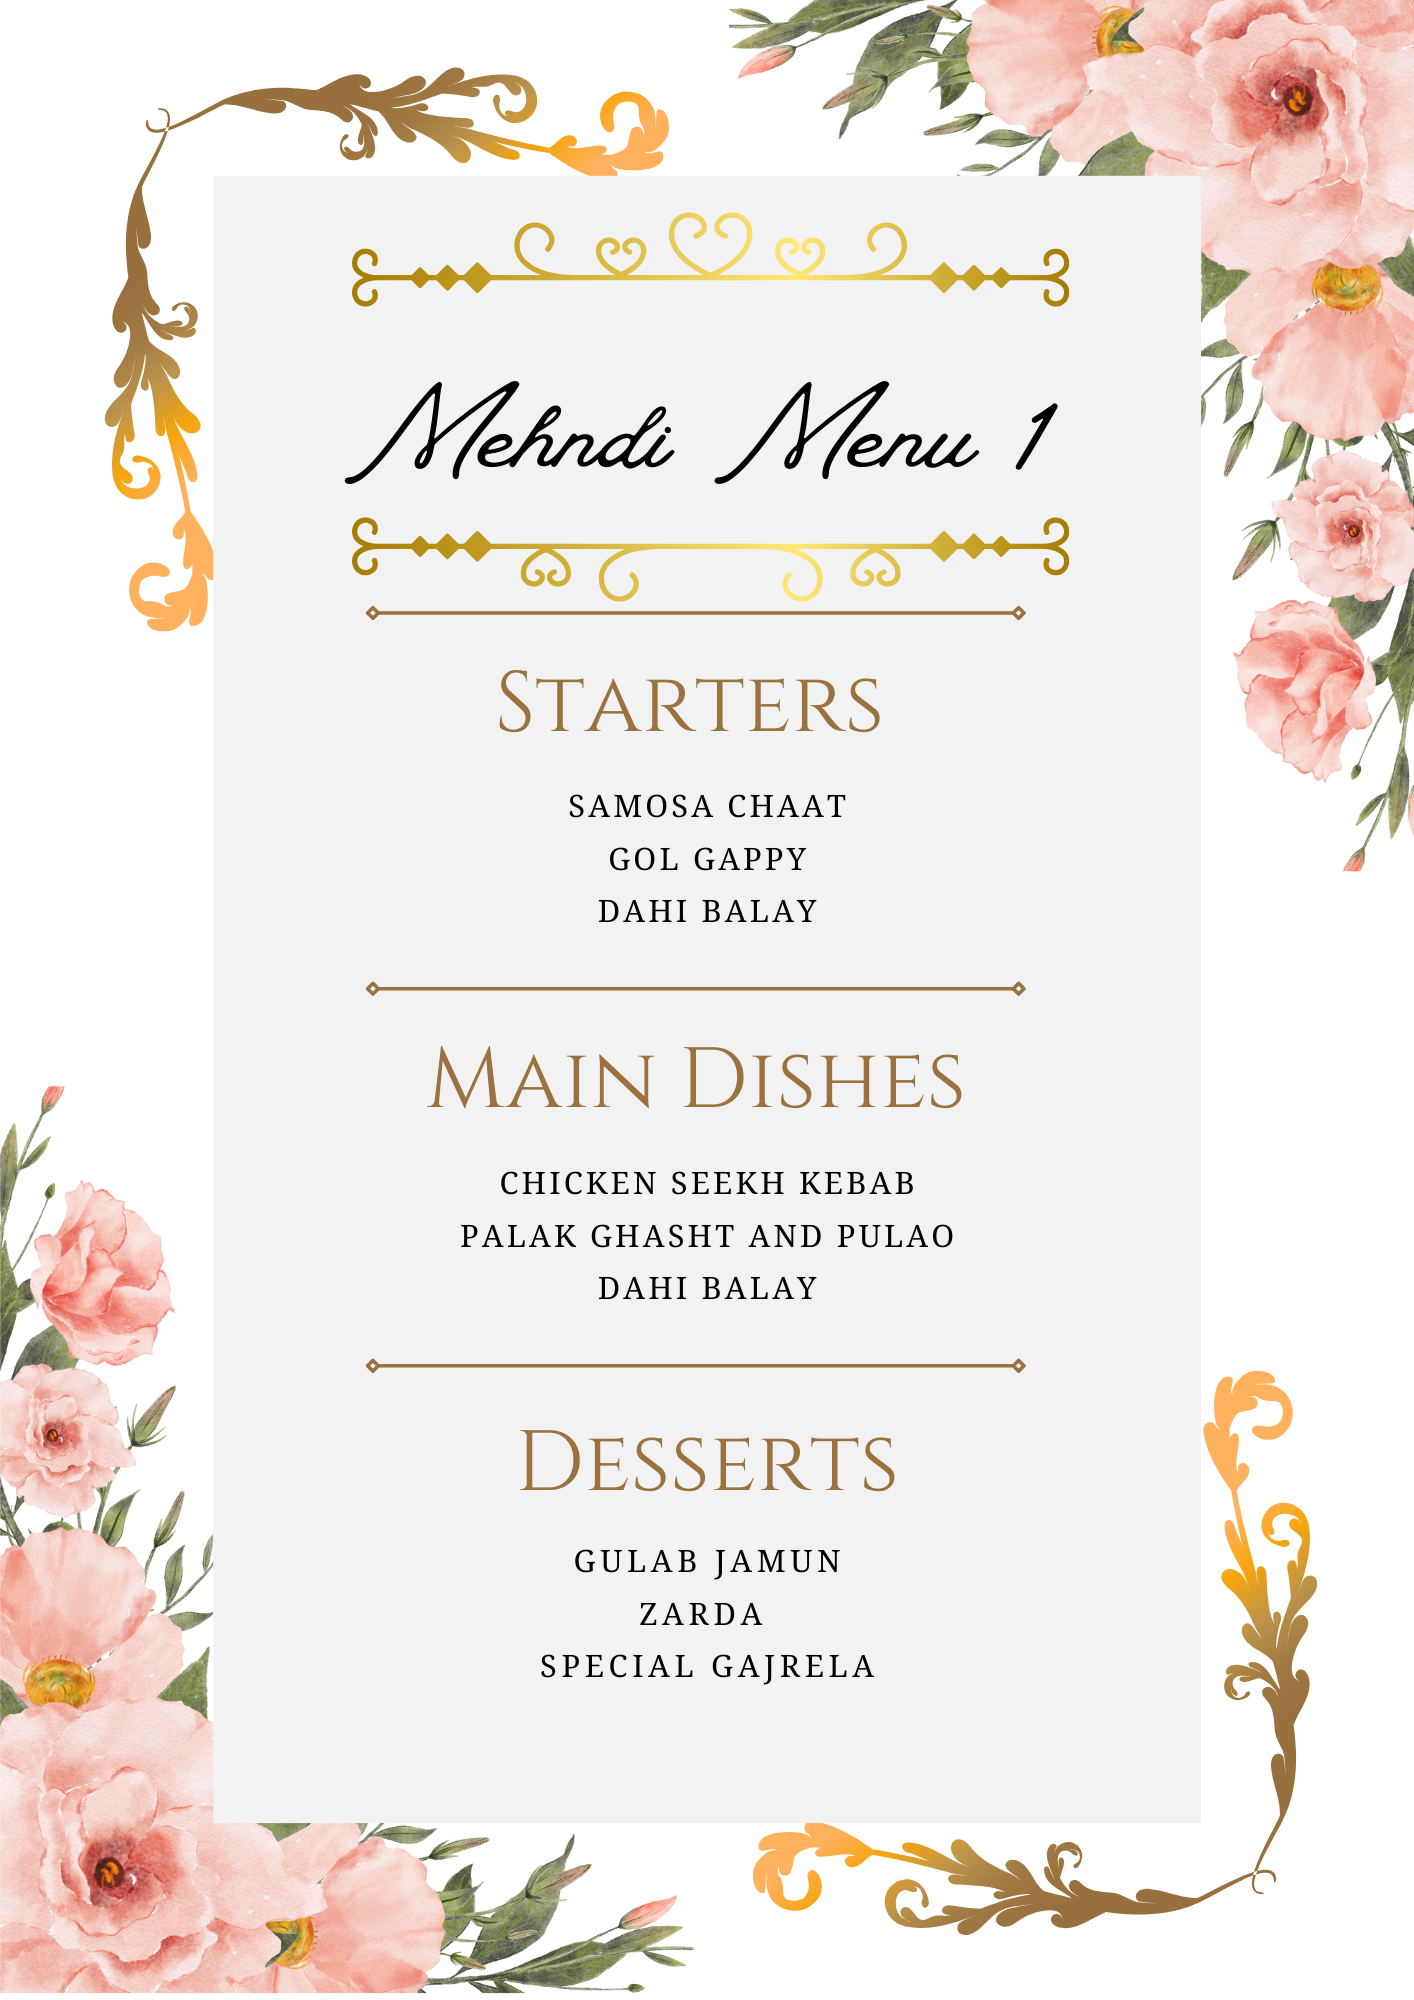 Mehndi Menu 1
STARTERS
SAMOSA CHAAT
GOL GAPPY
DAHI BALAY
MAIN DISHES
CHICKEN SEEKH KEBAB
PALAK GHASHT AND PULAO
DAHI BALAY
DESSERTS
GULAB JAMUN
ZARDA
SPECIAL GAJRELA